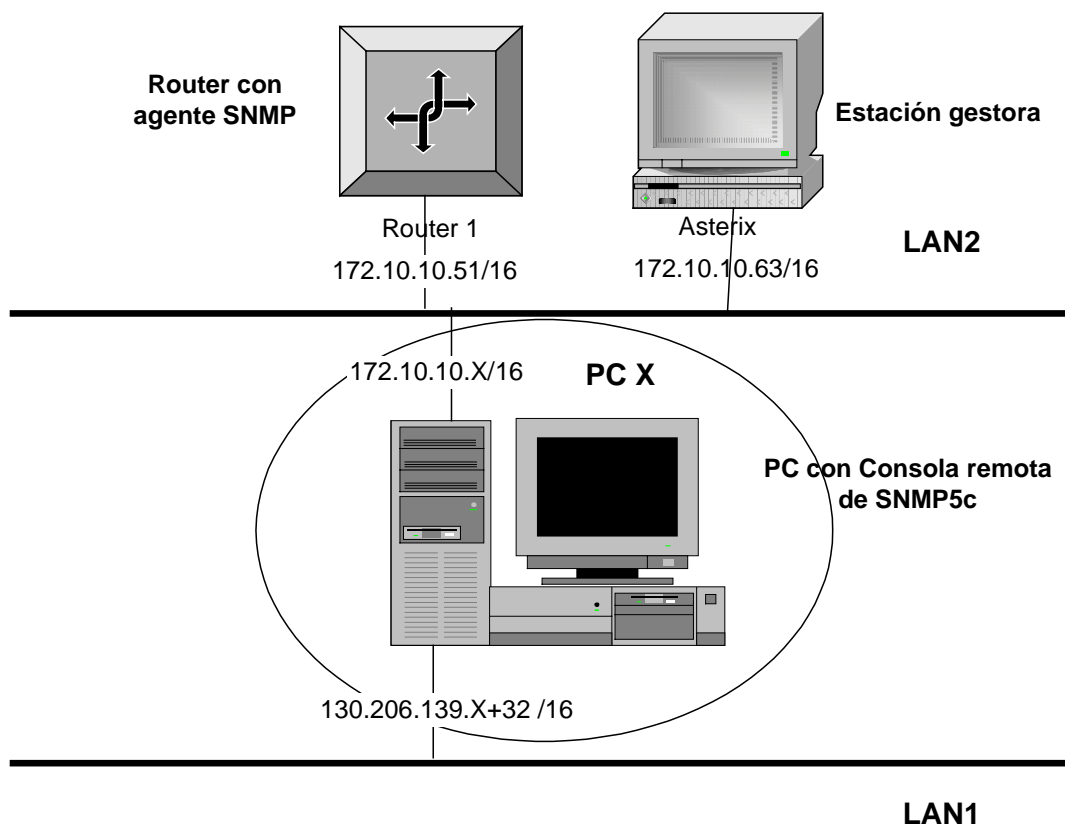 Router con
agente SNMP
Estación gestora
Router 1
Asterix
LAN2
172.10.10.51/16
172.10.10.63/16
172.10.10.X/16
PC X
PC con Consola remota
de SNMP5c
130.206.139.X+32 /16
LAN1